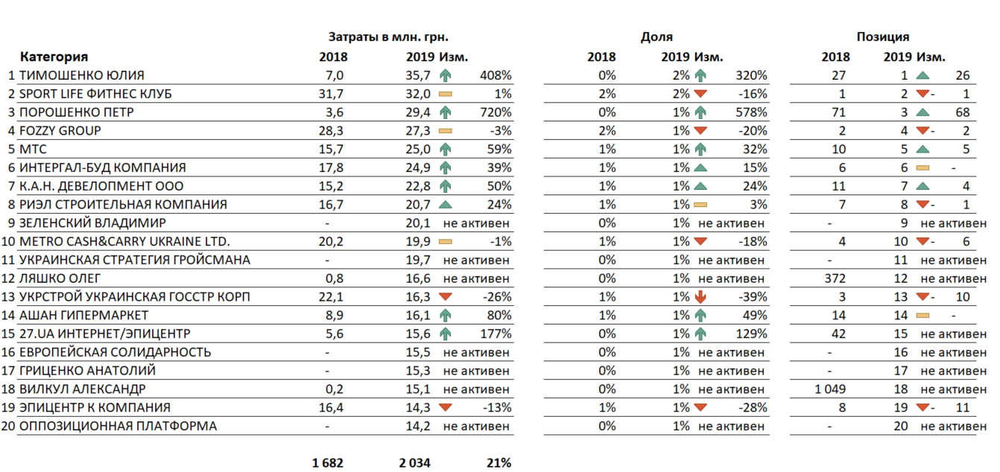 Затраты в млн. грн. Доля Позиция
Категория 2018 2019 Изм. 2018 2019 Изм. 2018 2019 Изм.
1 ТИМОШЕНКО ЮЛИЯ 7,0 35,7 408% 0% 2% 320% 27 1 26
2 SPORT LIFE ФИТНЕС КЛУБ 31,7 32,0 1% 2% 2% -16% 1 2 - 1
3 ПОРОШЕНКО ПЕТР 3,6 29,4 720% 0% 1% 578% 71 3 68
4 FOZZY GROUP 28,3 27,3 -3% 2% 1% -20% 2 4 - 2
5 МТС 15,7 25,0 59% 1% 1% 32% 10 5 5
6 ИНТЕРГАЛ-БУД КОМПАНИЯ 17,8 24,9 39% 1% 1% 15% 6 6 -
7 К.А.Н. ДЕВЕЛОПМЕНТ ООО 15,2 22,8 50% 1% 1% 24% 11 7 4
8 РИЭЛ СТРОИТЕЛЬНАЯ КОМПАНИЯ 16,7 20,7 24% 1% 1% 3% 7 8 - 1
9 ЗЕЛЕНСКИЙ ВЛАДИМИР - 20,1 не активен 0% 1% не активен - 9 не активен
10 METRO CASH&CARRY UKRAINE LTD. 20,2 19,9 -1% 1% 1% -18% 4 10 - 6
11 УКРАИНСКАЯ СТРАТЕГИЯ ГРОЙСМАНА - 19,7 не активен 0% 1% не активен - 11 не активен
12 ЛЯШКО ОЛЕГ 0,8 16,6 не активен 0% 1% не активен 372 12 не активен
13 УКРСТРОЙ УКРАИНСКАЯ ГОССТР КОРП 22,1 16,3 -26% 1% 1% -39% 3 13 - 10
14 АШАН ГИПЕРМАРКЕТ 8,9 16,1 80% 1% 1% 49% 14 14 -
15 27.UA ИНТЕРНЕТ/ЭПИЦЕНТР 5,6 15,6 177% 0% 1% 129% 42 15 не активен
16 ЕВРОПЕЙСКАЯ СОЛИДАРНОСТЬ - 15,5 не активен 0% 1% не активен - 16 не активен
17 ГРИЦЕНКО АНАТОЛИЙ - 15,3 не активен 0% 1% не активен - 17 не активен
18 ВИЛКУЛ АЛЕКСАНДР 0,2 15,1 не активен 0% 1% не активен 1 049 18 не активен
19 ЭПИЦЕНТР К КОМПАНИЯ 16,4 14,3 -13% 1% 1% -28% 8 19 - 11
20 ОППОЗИЦИОННАЯ ПЛАТФОРМА - 14,2 не активен 0% 1% не активен - 20 не активен
1 682 2 034 21%